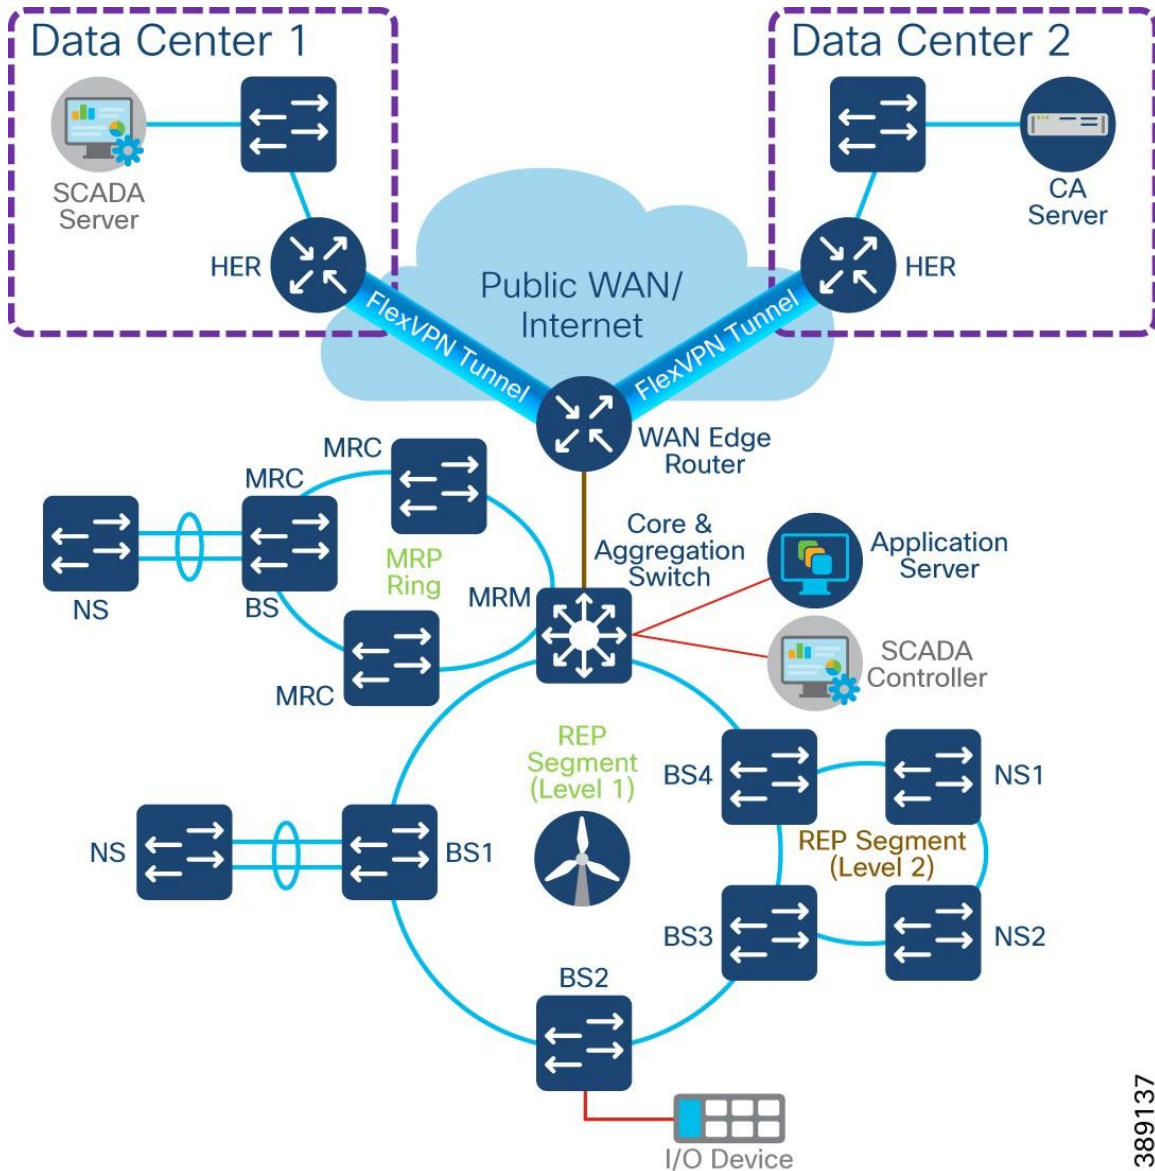 Data Center 1
Data Center 2
SCADA
Server
CA
Server
HER
HER
Public WAN/
Internet
FlexVPN Tunnel
FlexVPN Tunnel
WAN Edge
Router
MRC
MRC
NS
BS
MRP
Ring
MRM
MRC
Core &
Aggregation
Switch
Application
Server
SCADA
Controller
REP
Segment
(Level 1)
BS4
NS1
NS
BS1
REP Segment
(Level 2)
BS3
NS2
BS2
I/O Device
389137